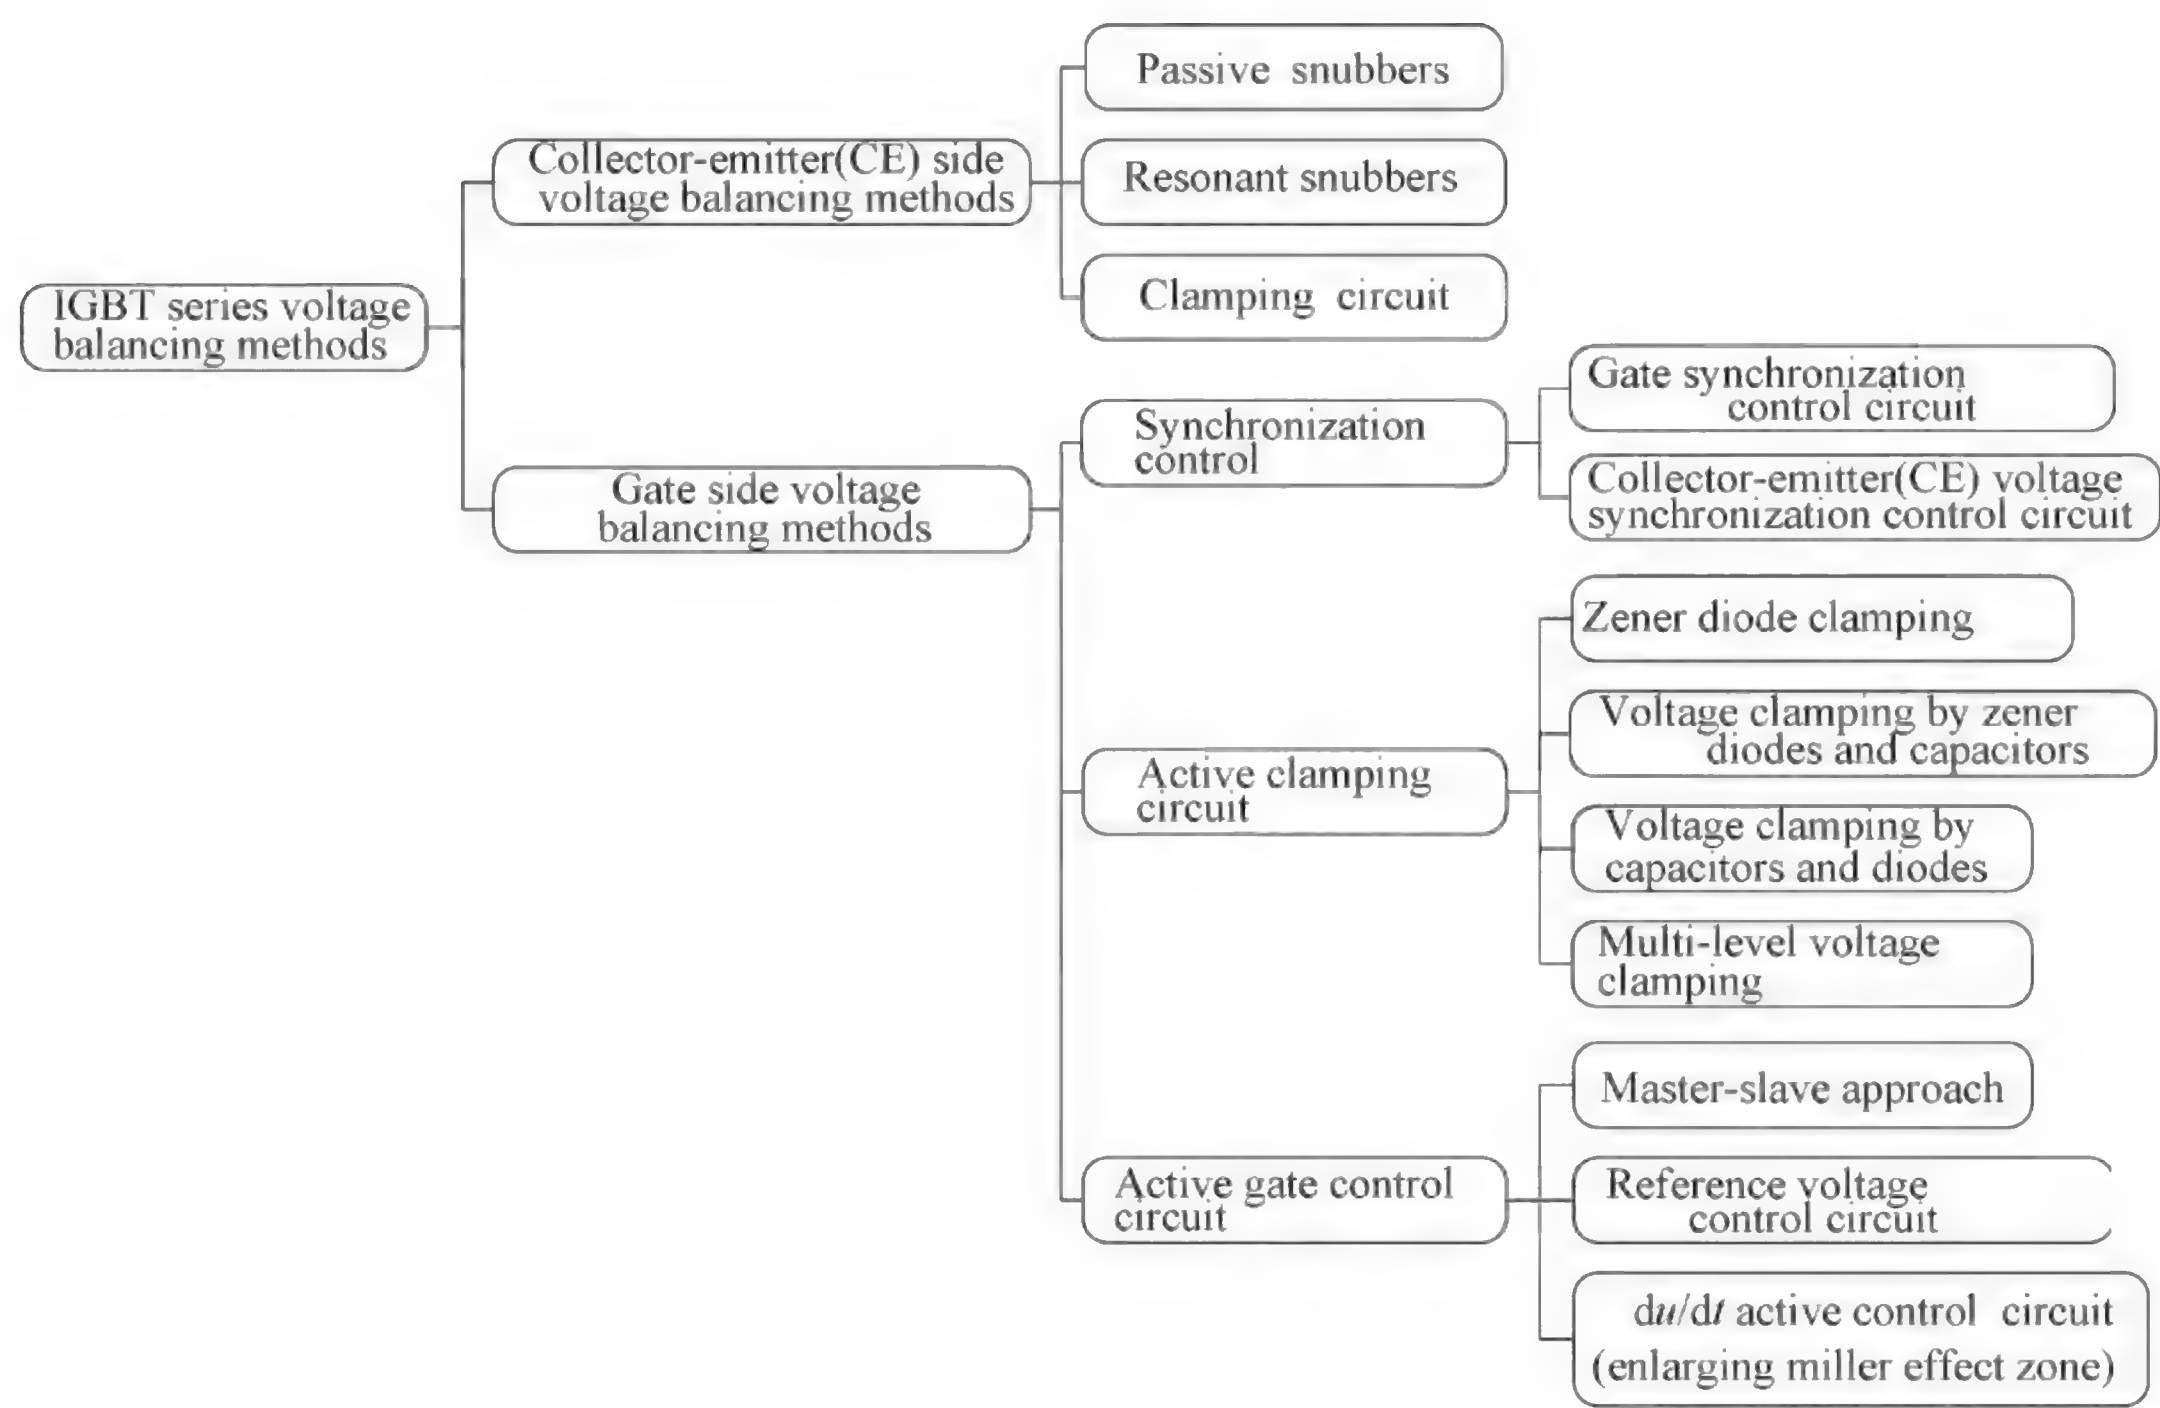 Passive snubbers
Collector-emitter(CE) side
voltage balancing methods
Resonant snubbers
Clamping circuit
IGBT series voltage
balancing methods
Gate side voltage
balancing methods
Synchronization
control
Gate synchronization
control circuit
Collector-emitter(CE) voltage
synchronization control circuit
Active clamping
circuit
Zener diode clamping
Voltage clamping by zener
diodes and capacitors
Voltage clamping by
capacitors and diodes
Multi-level voltage
clamping
Active gate control
circuit
Master-slave approach
Reference voltage
control circuit
du/dt active control circuit
(enlarging miller effect zone)